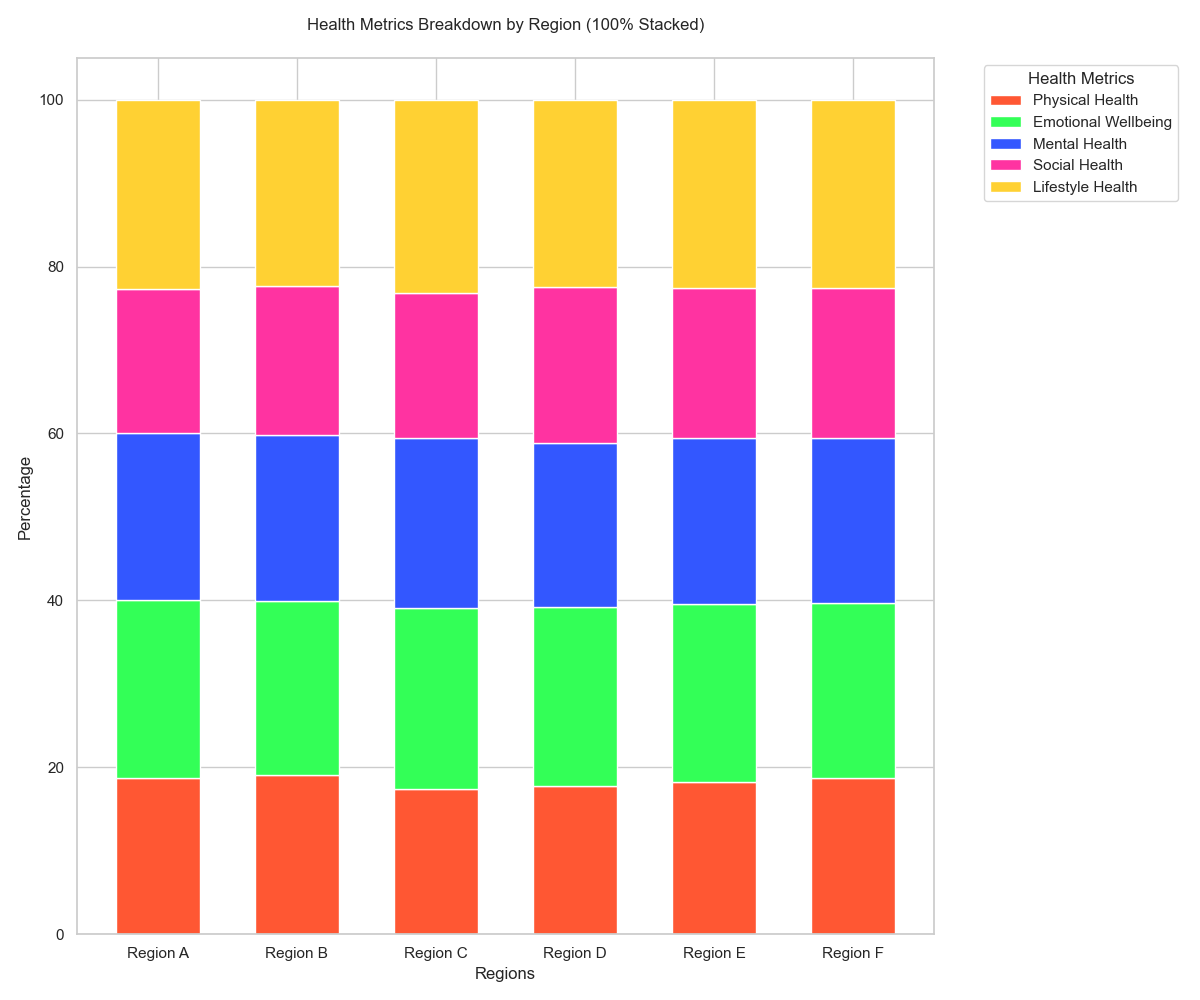 Health Metrics Breakdown by Region (100% Stacked)
Health Metrics
Physical Health
Emotional Wellbeing
Mental Health
Social Health
Lifestyle Health
Percentage
100
80
60
40
20
0
Region A
Region B
Region C
Region D
Region E
Region F
Regions